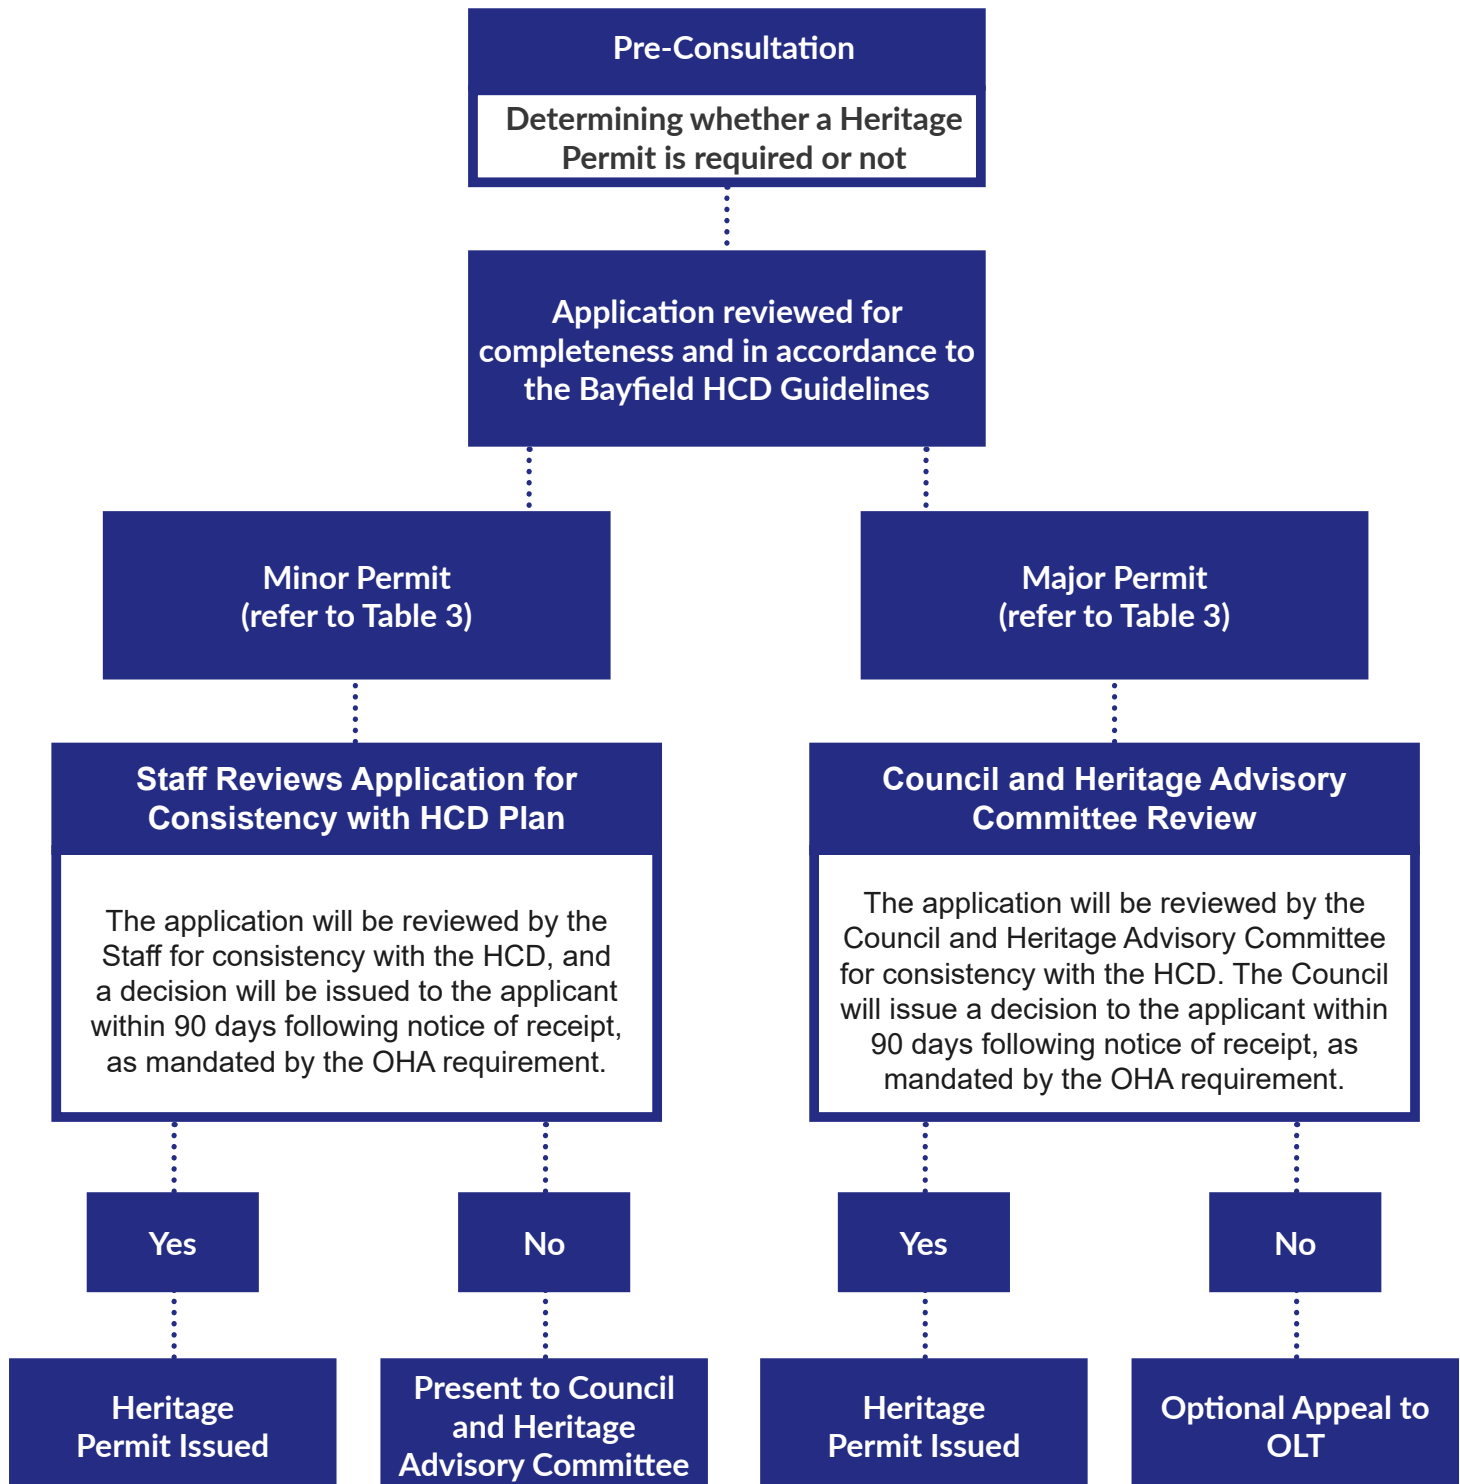 Pre-Consultation
Determining whether a Heritage
Permit is required or not
Application reviewed for
completeness and in accordance to
the Bayfield HCD Guidelines
Minor Permit
(refer to Table 3)
Major Permit
(refer to Table 3)
Staff Reviews Application for
Consistency with HCD Plan
The application will be reviewed by the
Staff for consistency with the HCD, and
a decision will be issued to the applicant
within 90 days following notice of receipt,
as mandated by the OHA requirement.
Council and Heritage Advisory
Committee Review
The application will be reviewed by the
Council and Heritage Advisory Committee
for consistency with the HCD. The Council
will issue a decision to the applicant within
90 days following notice of receipt, as
mandated by the OHA requirement.
Yes
No
Yes
No
Heritage
Permit Issued
Present to Council
and Heritage
Advisory Committee
Heritage
Permit Issued
Optional Appeal to
OLT